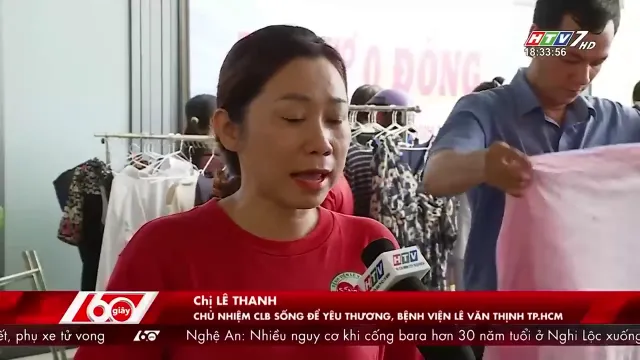 HTV7 HD
18:33:56
0 ĐỒNG
HTV
60 giây
Chị LÊ THANH
CHỦ NHIỆM CLB SỐNG ĐỂ YÊU THƯƠNG, BỆNH VIỆN LÊ VĂN THỊNH TP.HCM
ết, phụ xe tử vong 60 Nghệ An: Nhiều nguy cơ khi cống bara hơn 30 năm tuổi ở Nghi Lộc xuống